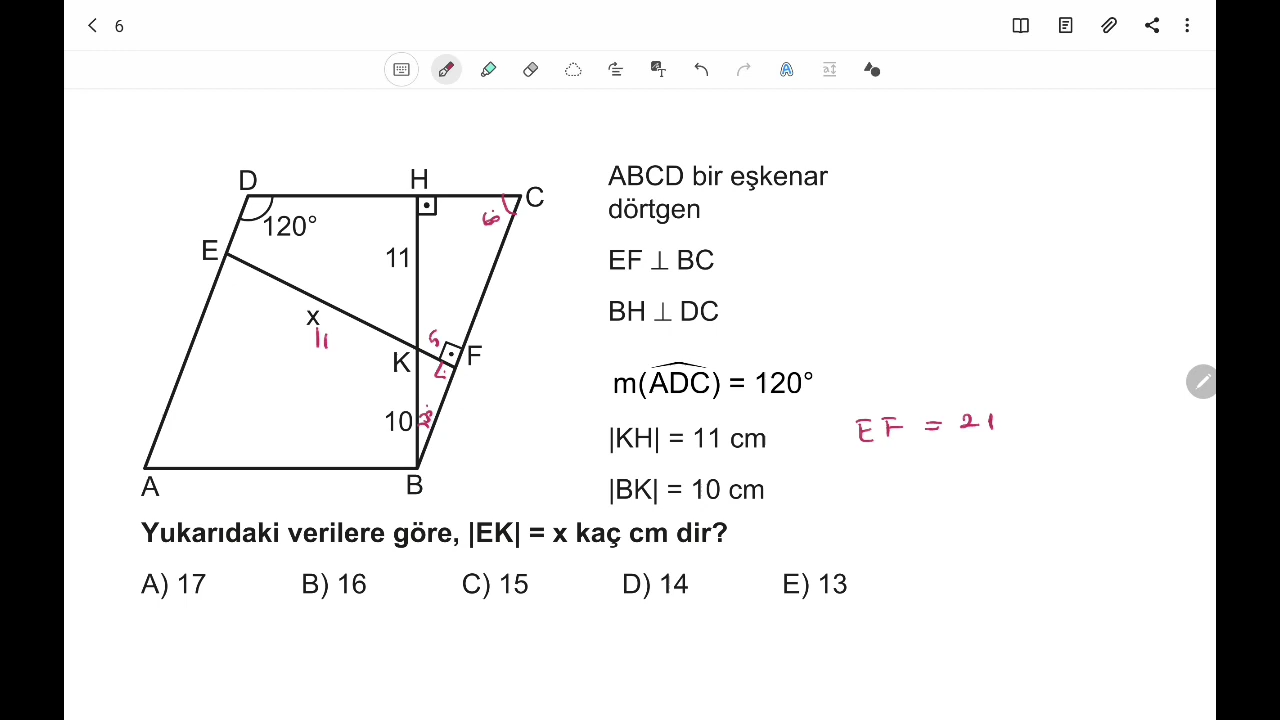 6
D H C
120°
E
11
x
K F
10
A B
ABCD bir eşkenar
dörtgen
EF ⊥ BC
BH ⊥ DC
m(ADC) = 120°
|KH| = 11 cm
EF = 21
|BK| = 10 cm
Yukarıdaki verilere göre, |EK| = x kaç cm dir?
A) 17 B) 16 C) 15 D) 14 E) 13